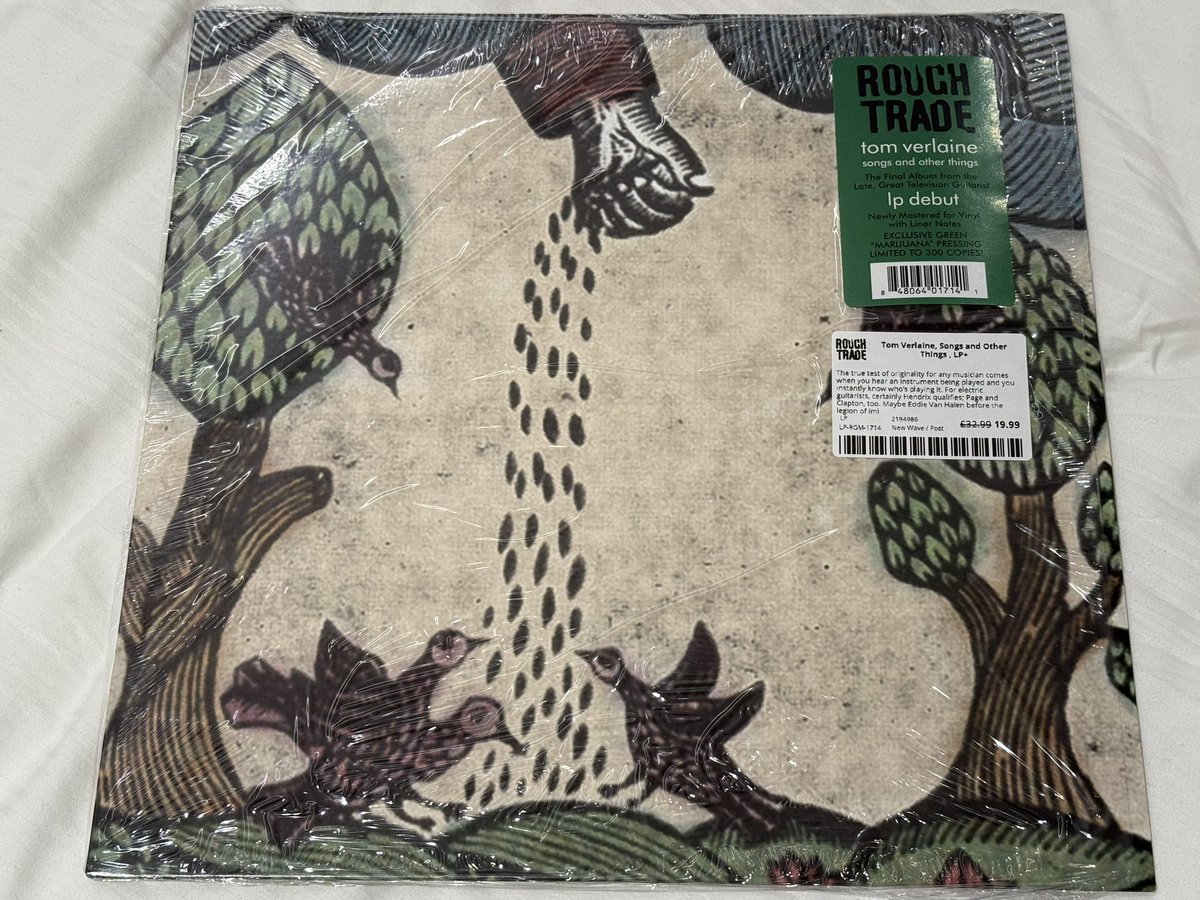 ROUGH
TRADE
tom verlaine
songs and other things
The Final Album from the
Late, Great Television Guitarist
lp debut
Newly Mastered for Vinyl
with Liner Notes
EXCLUSIVE GREEN
"MARIJUANA" PRESSING
LIMITED TO 300 COPIES!
8 48064 01714 1
ROUGH
TRADE
Tom Verlaine, Songs and Other
Things , LP+
The true test of originality for any musician comes
when you hear an instrument being played and you
instantly know who's playing it. For electric
guitarists, certainly Hendrix qualifies; Page and
Clapton, too. Maybe Eddie Van Halen before the
legion of imi
LP 2194986
LP-RGM-1714 New Wave / Post £32.99 19.99